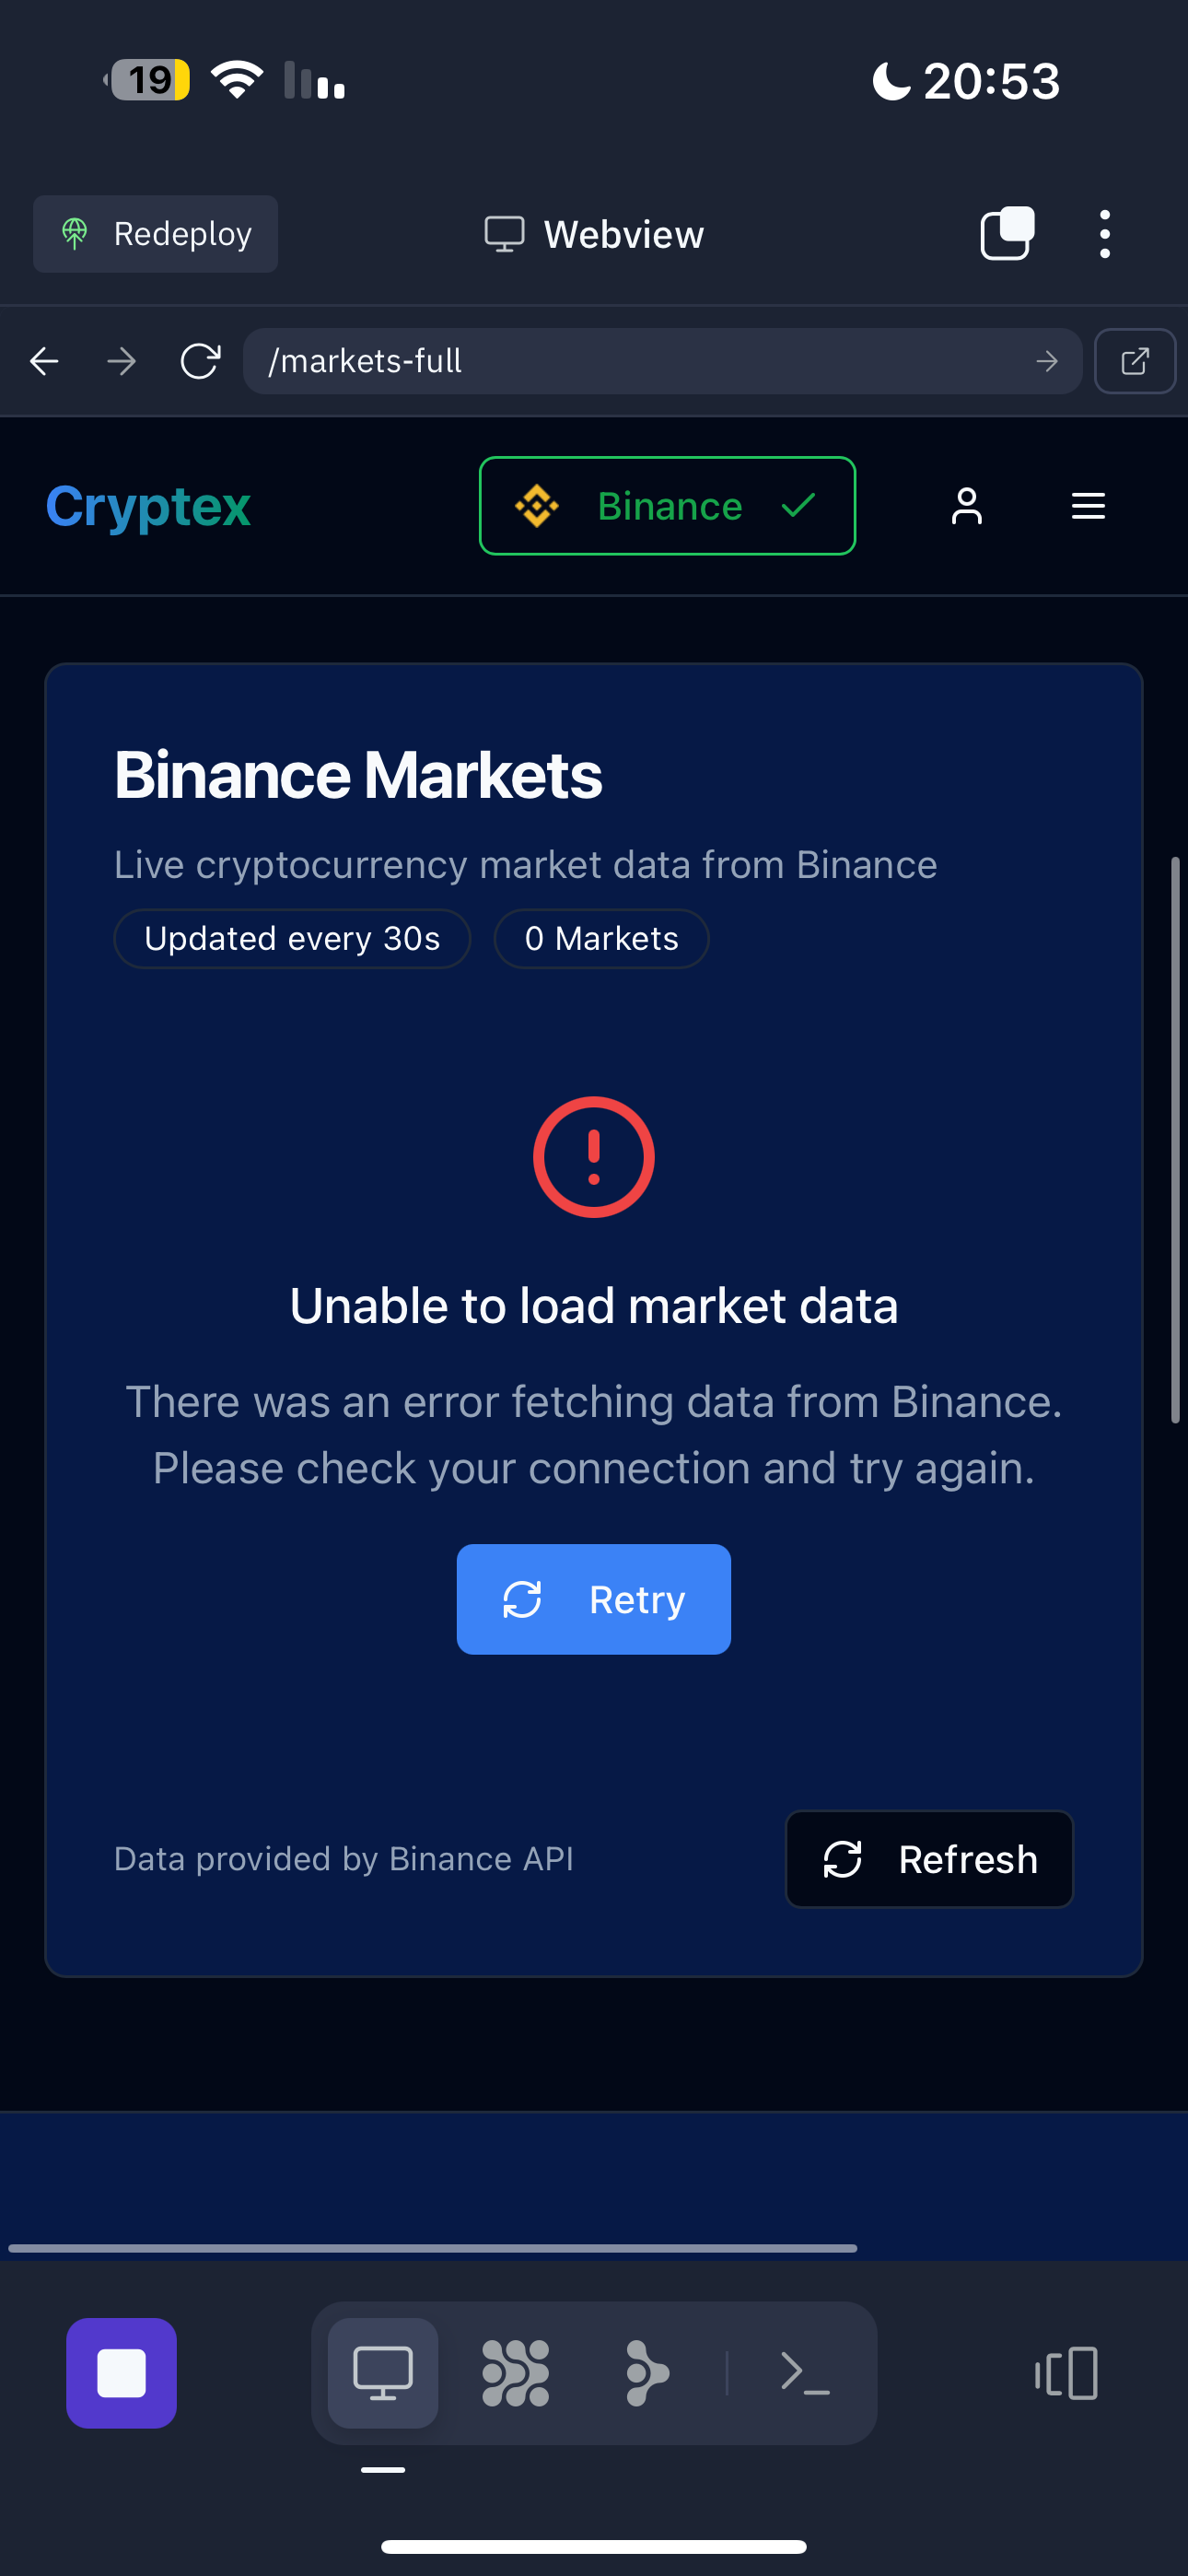 19
20:53
Redeploy
Webview
/markets-full
Cryptex
Binance
Binance Markets
Live cryptocurrency market data from Binance
Updated every 30s
0 Markets
Unable to load market data
There was an error fetching data from Binance.
Please check your connection and try again.
Retry
Data provided by Binance API
Refresh